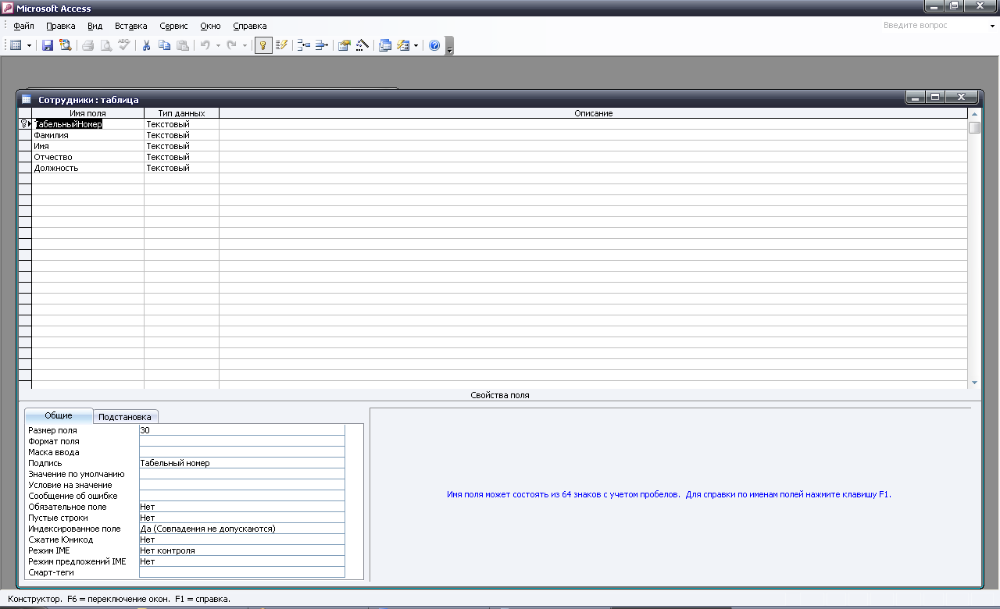 Microsoft Access
Файл Правка Вид Вставка Сервис Окно Справка Введите вопрос
Сотрудники : таблица
Имя поля Тип данных Описание
ТабельныйНомер Текстовый
Фамилия Текстовый
Имя Текстовый
Отчество Текстовый
Должность Текстовый
Свойства поля
Общие Подстановка
Размер поля 30
Формат поля
Маска ввода
Подпись Табельный номер
Значение по умолчанию
Условие на значение
Сообщение об ошибке
Обязательное поле Нет
Пустые строки Нет
Индексированное поле Да (Совпадения не допускаются)
Сжатие Юникод Нет
Режим IME Нет контроля
Режим предложений IME Нет
Смарт-теги
Имя поля может состоять из 64 знаков с учетом пробелов. Для справки по именам полей нажмите клавишу F1.
Конструктор. F6 = переключение окон. F1 = справка.